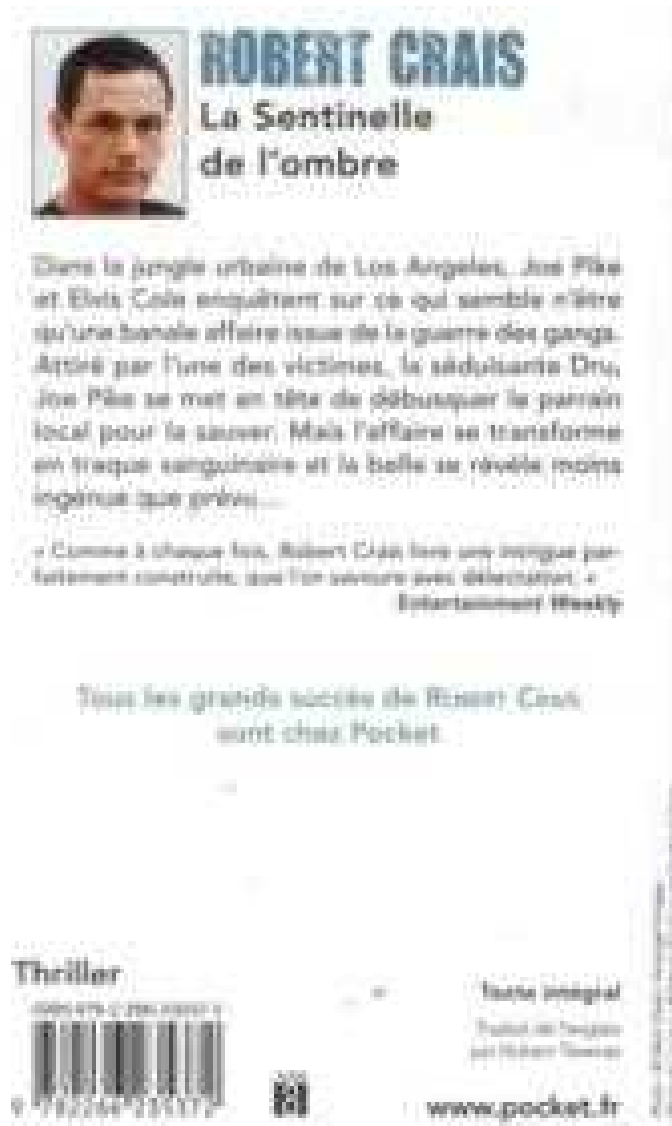 ROBERT CRAIS
La Sentinelle
de l'ombre
Dans la jungle urbaine de Los Angeles, Joe Pike
et Elvis Cole enquêtent sur ce qui semble n'être
qu'une banale affaire issue de la guerre des gangs.
Attiré par l'une des victimes, la séduisante Dru,
Joe Pike se met en tête de débusquer le parrain
local pour la sauver. Mais l'affaire se transforme
en traque sanguinaire et la belle se révèle moins
ingénue que prévu...
« Comme à chaque fois, Robert Crais livre une intrigue par-
faitement construite, que l'on savoure avec délectation. »
Entertainment Weekly
Tous les grands succès de ROBERT CRAIS
sont chez Pocket
Thriller
Texte intégral
Traduit de l'anglais
par Hubert
www.pocket.fr